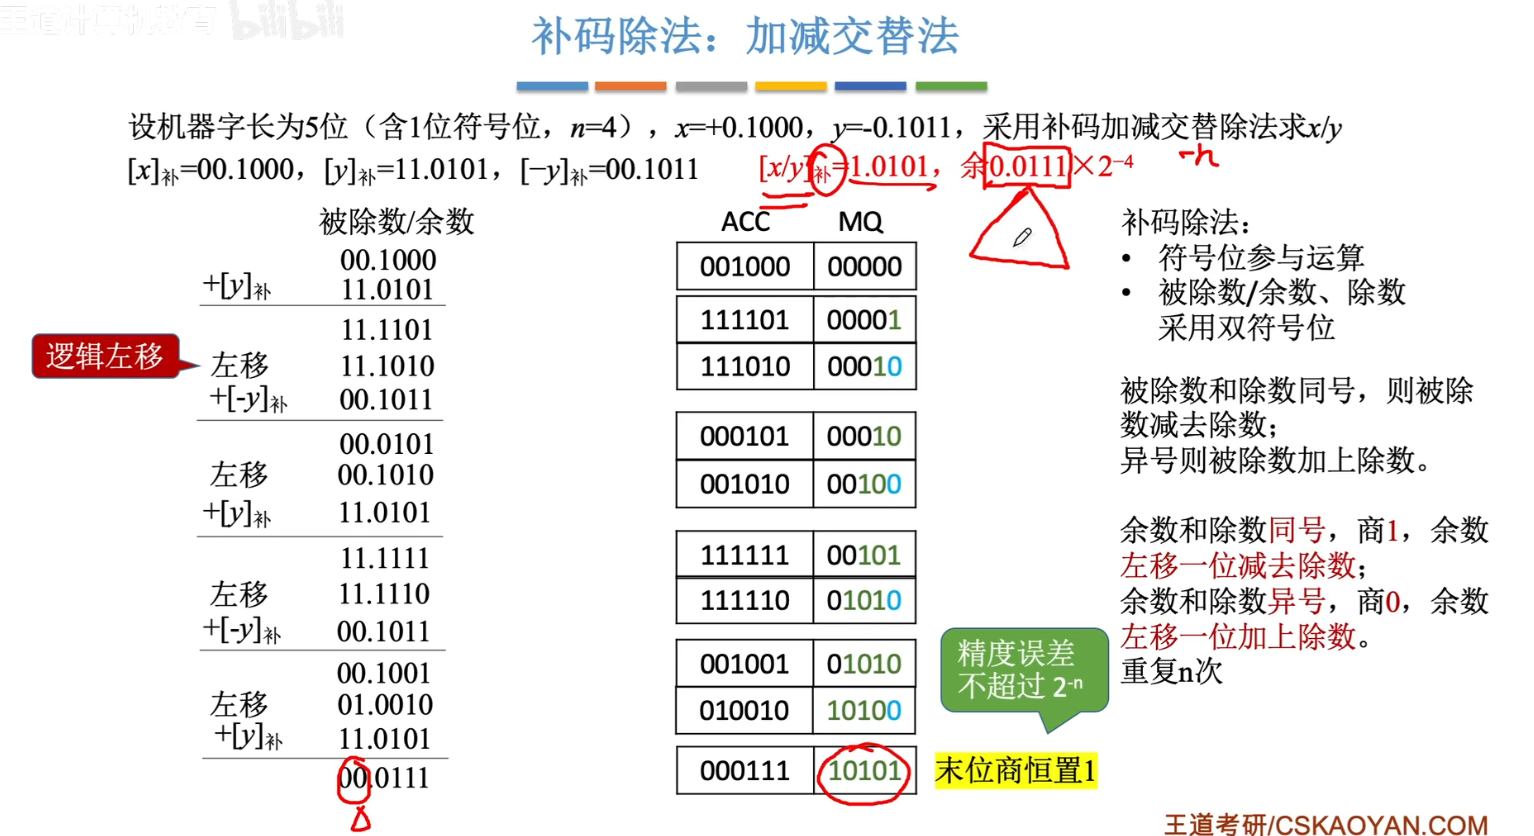 王道计算机教育 bilibili
补码除法：加减交替法
设机器字长为5位（含1位符号位，n=4），x=+0.1000，y=-0.1011，采用补码加减交替除法求x/y
[x]补=00.1000，[y]补=11.0101，[−y]补=00.1011
[x/y]补=1.0101，余0.0111×2⁻⁴
-n
被除数/余数
00.1000
+[y]补 11.0101
11.1101
逻辑左移
左移 11.1010
+[-y]补 00.1011
00.0101
左移 00.1010
+[y]补 11.0101
11.1111
左移 11.1110
+[-y]补 00.1011
00.1001
左移 01.0010
+[y]补 11.0101
00.0111
ACC MQ
001000 00000
111101 00001
111010 00010
000101 00010
001010 00100
111111 00101
111110 01010
001001 01010
010010 10100
000111 10101
精度误差
不超过 2⁻ⁿ
末位商恒置1
补码除法：
• 符号位参与运算
• 被除数/余数、除数
采用双符号位
被除数和除数同号，则被除
数减去除数；
异号则被除数加上除数。
余数和除数同号，商1，余数
左移一位减去除数；
余数和除数异号，商0，余数
左移一位加上除数。
重复n次
王道考研/CSKAOYAN.COM